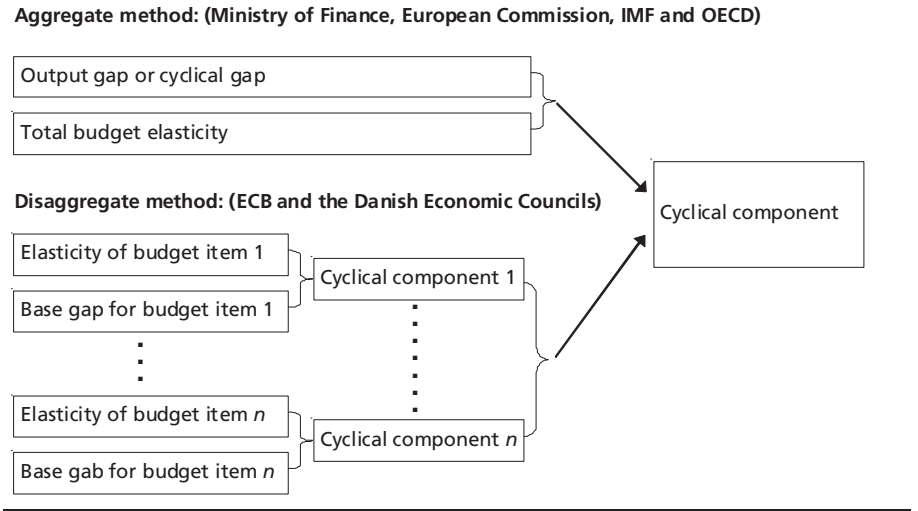 Aggregate method: (Ministry of Finance, European Commission, IMF and OECD)
Output gap or cyclical gap
Total budget elasticity
Cyclical component
Disaggregate method: (ECB and the Danish Economic Councils)
Elasticity of budget item 1
Cyclical component 1
Base gap for budget item 1
Elasticity of budget item n
Cyclical component n
Base gab for budget item n